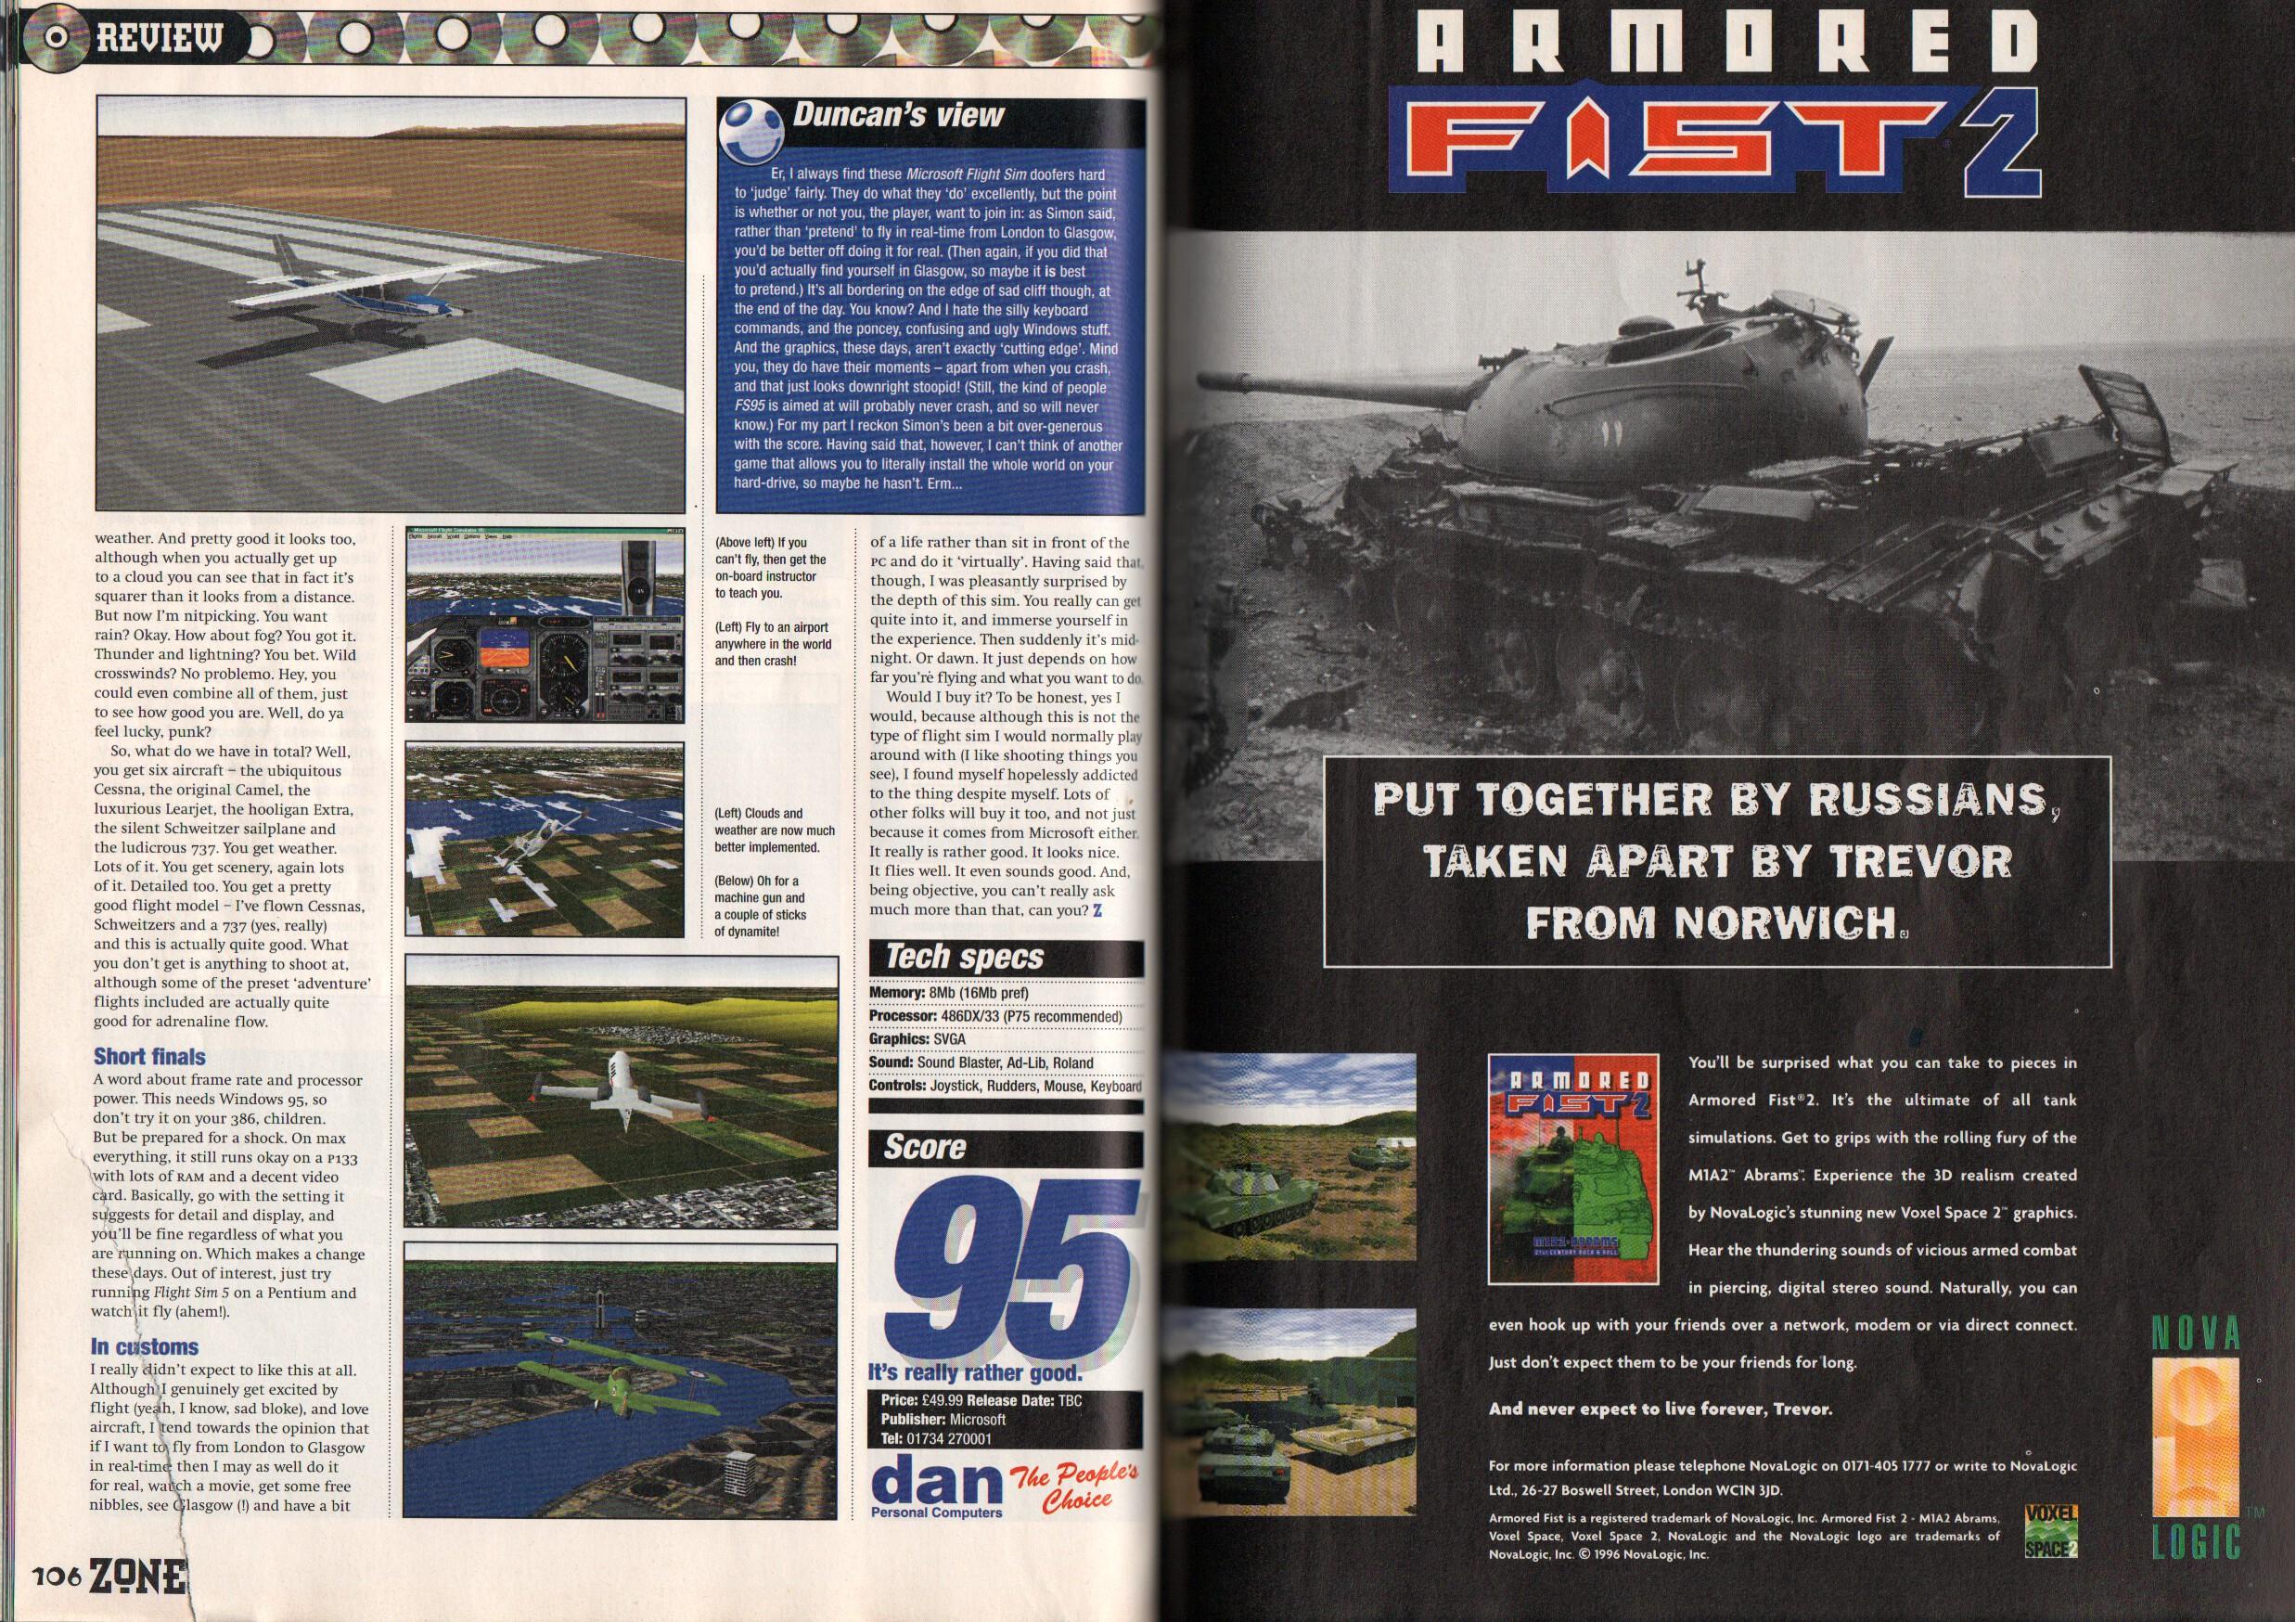 REVIEW
Duncan's view
Er, I always find these Microsoft Flight Sim doofers hard
to 'judge' fairly. They do what they 'do' excellently, but the point
is whether or not you, the player, want to join in: as Simon said,
rather than 'pretend' to fly in real-time from London to Glasgow,
you'd be better off doing it for real. (Then again, if you did that
you'd actually find yourself in Glasgow, so maybe it is best
to pretend.) It's all bordering on the edge of sad cliff though, at
the end of the day. You know? And I hate the silly keyboard
commands, and the poncey, confusing and ugly Windows stuff.
And the graphics, these days, aren't exactly 'cutting edge'. Mind
you, they do have their moments – apart from when you crash,
and that just looks downright stoopid! (Still, the kind of people
FS95 is aimed at will probably never crash, and so will never
know.) For my part I reckon Simon's been a bit over-generous
with the score. Having said that, however, I can't think of another
game that allows you to literally install the whole world on your
hard-drive, so maybe he hasn't. Erm...
weather. And pretty good it looks too,
although when you actually get up
to a cloud you can see that in fact it's
squarer than it looks from a distance.
But now I'm nitpicking. You want
rain? Okay. How about fog? You got it.
Thunder and lightning? You bet. Wild
crosswinds? No problemo. Hey, you
could even combine all of them, just
to see how good you are. Well, do ya
feel lucky, punk?
So, what do we have in total? Well,
you get six aircraft – the ubiquitous
Cessna, the original Camel, the
luxurious Learjet, the hooligan Extra,
the silent Schweitzer sailplane and
the ludicrous 737. You get weather.
Lots of it. You get scenery, again lots
of it. Detailed too. You get a pretty
good flight model – I've flown Cessnas,
Schweitzers and a 737 (yes, really)
and this is actually quite good. What
you don't get is anything to shoot at,
although some of the preset 'adventure'
flights included are actually quite
good for adrenaline flow.
Short finals
A word about frame rate and processor
power. This needs Windows 95, so
don't try it on your 386, children.
But be prepared for a shock. On max
everything, it still runs okay on a P133
with lots of RAM and a decent video
card. Basically, go with the setting it
suggests for detail and display, and
you'll be fine regardless of what you
are running on. Which makes a change
these days. Out of interest, just try
running Flight Sim 5 on a Pentium and
watch it fly (ahem!).
In customs
I really didn't expect to like this at all.
Although I genuinely get excited by
flight (yeah, I know, sad bloke), and love
aircraft, I tend towards the opinion that
if I want to fly from London to Glasgow
in real-time then I may as well do it
for real, watch a movie, get some free
nibbles, see Glasgow (!) and have a bit
(Above left) If you
can't fly, then get the
on-board instructor
to teach you.
(Left) Fly to an airport
anywhere in the world
and then crash!
(Left) Clouds and
weather are now much
better implemented.
(Below) Oh for a
machine gun and
a couple of sticks
of dynamite!
of a life rather than sit in front of the
PC and do it 'virtually'. Having said that,
though, I was pleasantly surprised by
the depth of this sim. You really can get
quite into it, and immerse yourself in
the experience. Then suddenly it's mid-
night. Or dawn. It just depends on how
far you're flying and what you want to do.
Would I buy it? To be honest, yes I
would, because although this is not the
type of flight sim I would normally play
around with (I like shooting things you
see), I found myself hopelessly addicted
to the thing despite myself. Lots of
other folks will buy it too, and not just
because it comes from Microsoft either.
It really is rather good. It looks nice.
It flies well. It even sounds good. And,
being objective, you can't really ask
much more than that, can you? Z
Tech specs
Memory: 8Mb (16Mb pref)
Processor: 486DX/33 (P75 recommended)
Graphics: SVGA
Sound: Sound Blaster, Ad-Lib, Roland
Controls: Joystick, Rudders, Mouse, Keyboard
Score
95
It's really rather good.
Price: £49.99 Release Date: TBC
Publisher: Microsoft
Tel: 01734 270001
dan The People's
Choice
Personal Computers
106 ZONE
ARMORED
FIST 2
PUT TOGETHER BY RUSSIANS,
TAKEN APART BY TREVOR
FROM NORWICH.
ARMORED
FIST 2
M1A2 ABRAMS
You'll be surprised what you can take to pieces in
Armored Fist®2. It's the ultimate of all tank
simulations. Get to grips with the rolling fury of the
M1A2™ Abrams™. Experience the 3D realism created
by NovaLogic's stunning new Voxel Space 2™ graphics.
Hear the thundering sounds of vicious armed combat
in piercing, digital stereo sound. Naturally, you can
even hook up with your friends over a network, modem or via direct connect.
Just don't expect them to be your friends for long.
And never expect to live forever, Trevor.
For more information please telephone NovaLogic on 0171-405 1777 or write to NovaLogic
Ltd., 26-27 Boswell Street, London WC1N 3JD.
Armored Fist is a registered trademark of NovaLogic, Inc. Armored Fist 2 - M1A2 Abrams,
Voxel Space, Voxel Space 2, NovaLogic and the NovaLogic logo are trademarks of
NovaLogic, Inc. © 1996 NovaLogic, Inc.
VOXEL
SPACE2
NOVA
LOGIC
TM